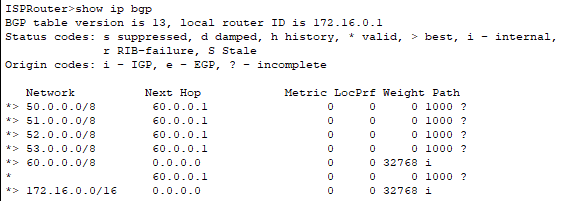 ISPRouter>show ip bgp
BGP table version is 13, local router ID is 172.16.0.1
Status codes: s suppressed, d damped, h history, * valid, > best, i - internal,
r RIB-failure, S Stale
Origin codes: i - IGP, e - EGP, ? - incomplete
Network Next Hop Metric LocPrf Weight Path
*> 50.0.0.0/8 60.0.0.1 0 0 0 1000 ?
*> 51.0.0.0/8 60.0.0.1 0 0 0 1000 ?
*> 52.0.0.0/8 60.0.0.1 0 0 0 1000 ?
*> 53.0.0.0/8 60.0.0.1 0 0 0 1000 ?
*> 60.0.0.0/8 0.0.0.0 0 0 32768 i
* 60.0.0.1 0 0 0 1000 ?
*> 172.16.0.0/16 0.0.0.0 0 0 32768 i